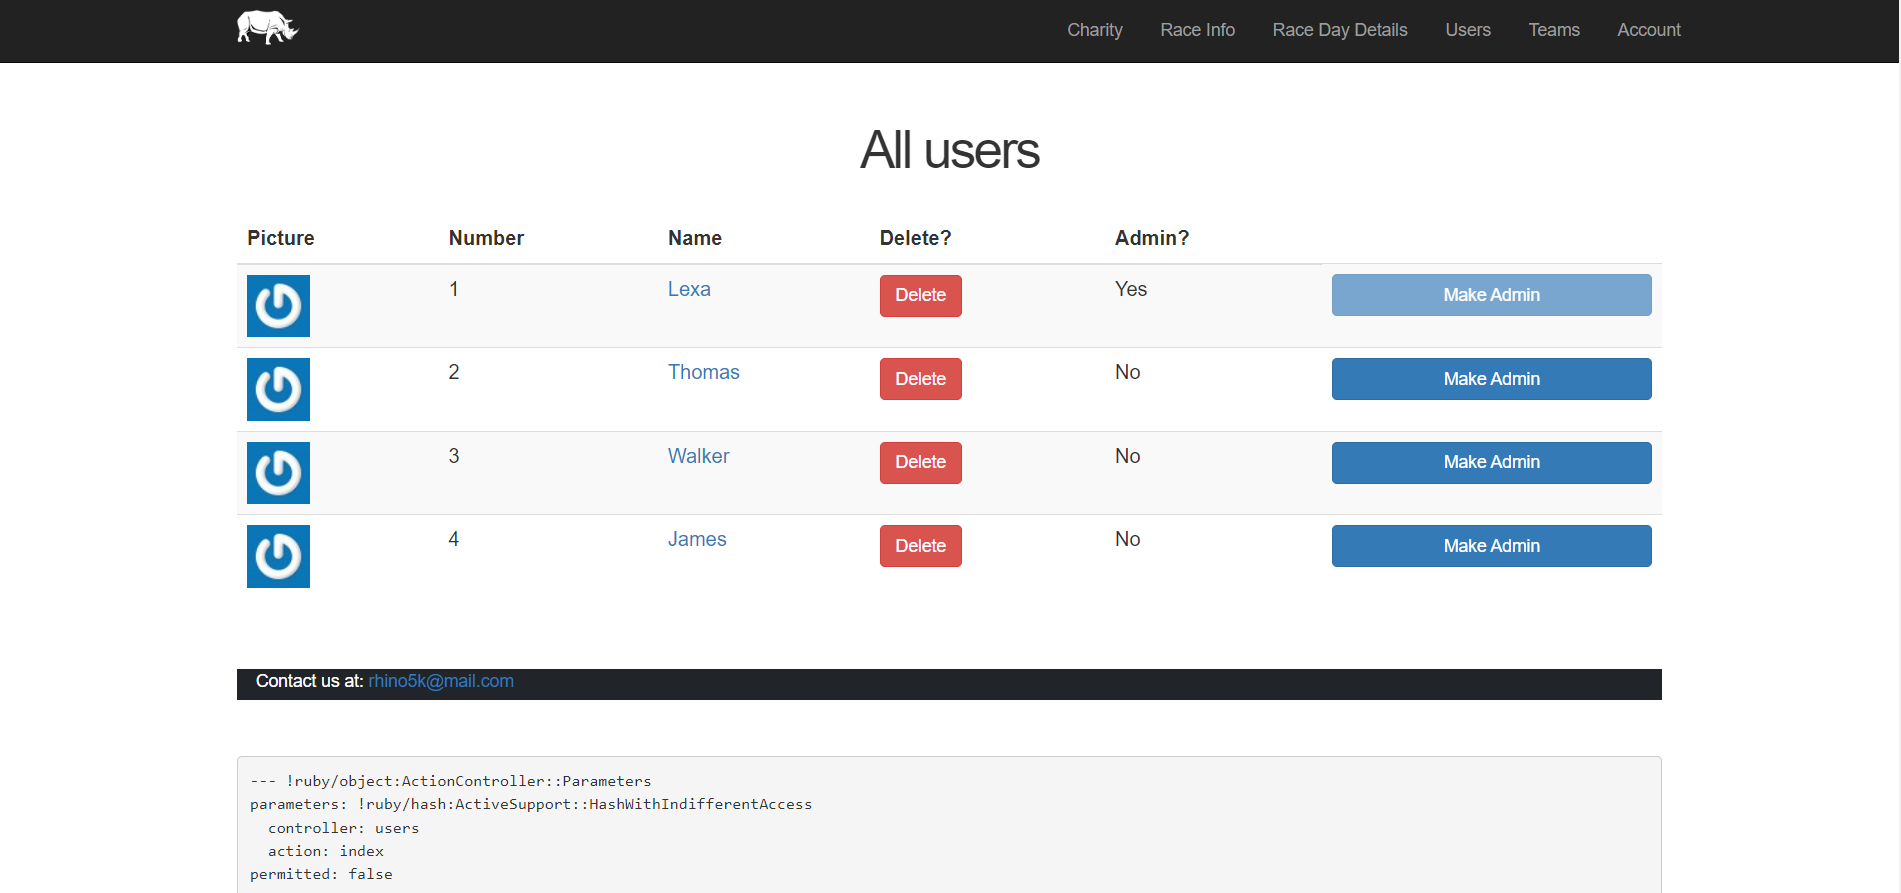 Charity Race Info Race Day Details Users Teams Account
All users
Picture Number Name Delete? Admin?
1 Lexa Delete Yes Make Admin
2 Thomas Delete No Make Admin
3 Walker Delete No Make Admin
4 James Delete No Make Admin
Contact us at: rhino5k@mail.com
--- !ruby/object:ActionController::Parameters
parameters: !ruby/hash:ActiveSupport::HashWithIndifferentAccess
  controller: users
  action: index
permitted: false